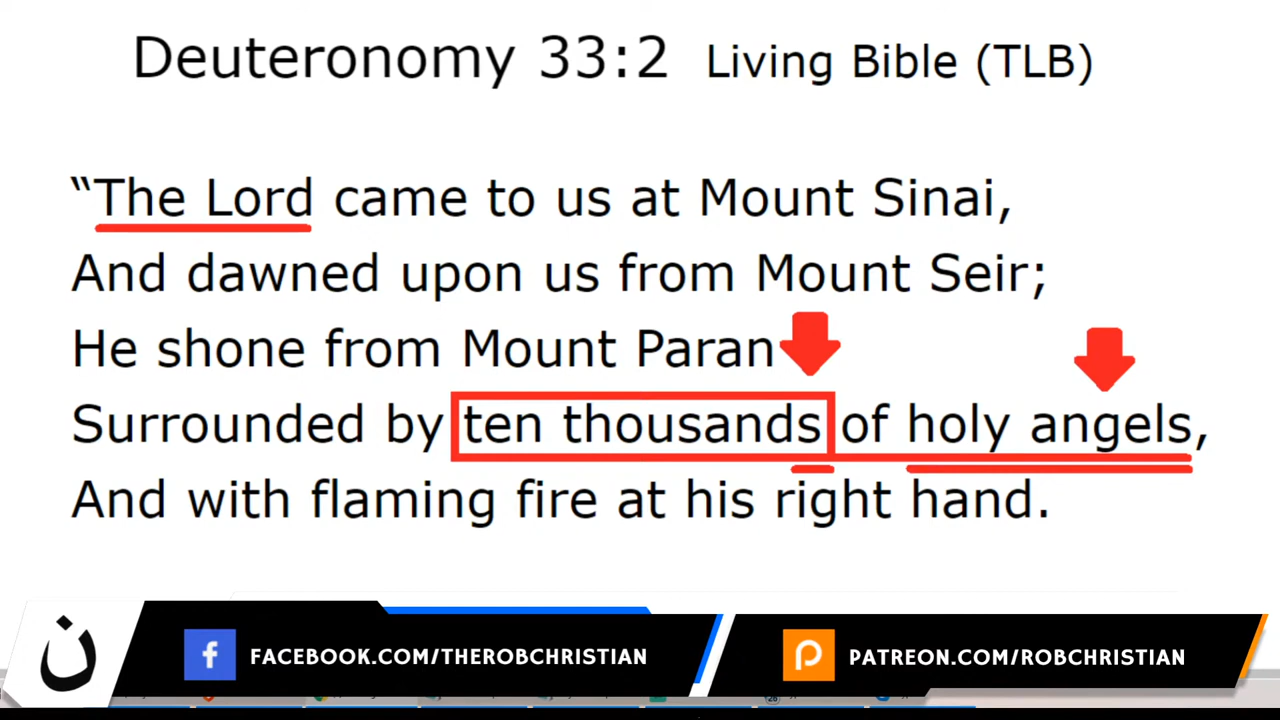 Deuteronomy 33:2 Living Bible (TLB)
“The Lord came to us at Mount Sinai,
And dawned upon us from Mount Seir;
He shone from Mount Paran
Surrounded by ten thousands of holy angels,
And with flaming fire at his right hand.
ن
f FACEBOOK.COM/THEROBCHRISTIAN
PATREON.COM/ROBCHRISTIAN